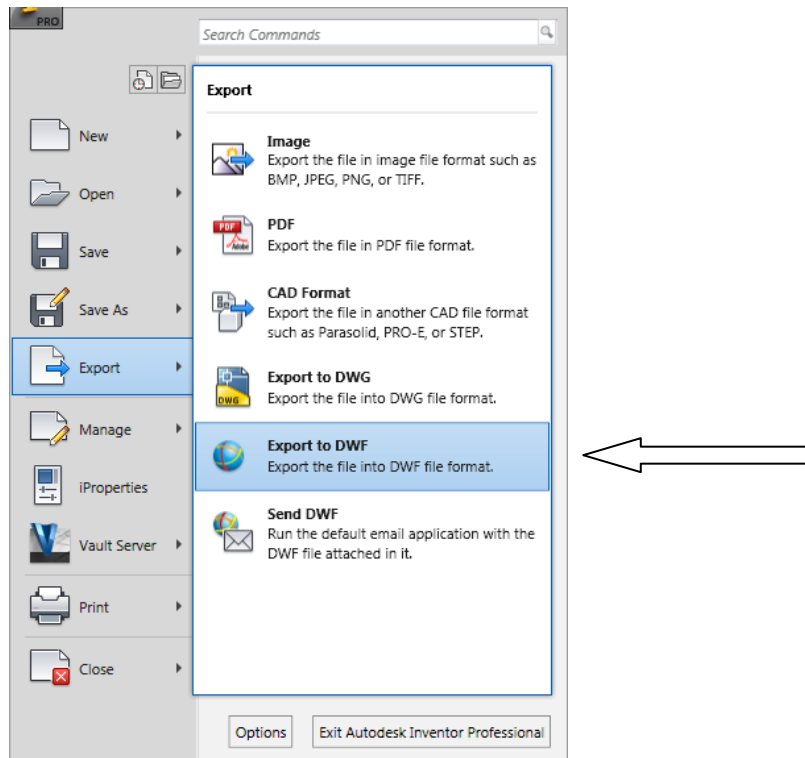 PRO
Search Commands
Export
New
Open
Save
Save As
Export
Manage
iProperties
Vault Server
Print
Close
Image
Export the file in image file format such as
BMP, JPEG, PNG, or TIFF.
PDF
PDF
Adobe
Export the file in PDF file format.
CAD Format
Export the file in another CAD file format
such as Parasolid, PRO-E, or STEP.
Export to DWG
DWG
Export the file into DWG file format.
Export to DWF
Export the file into DWF file format.
Send DWF
Run the default email application with the
DWF file attached in it.
Options
Exit Autodesk Inventor Professional